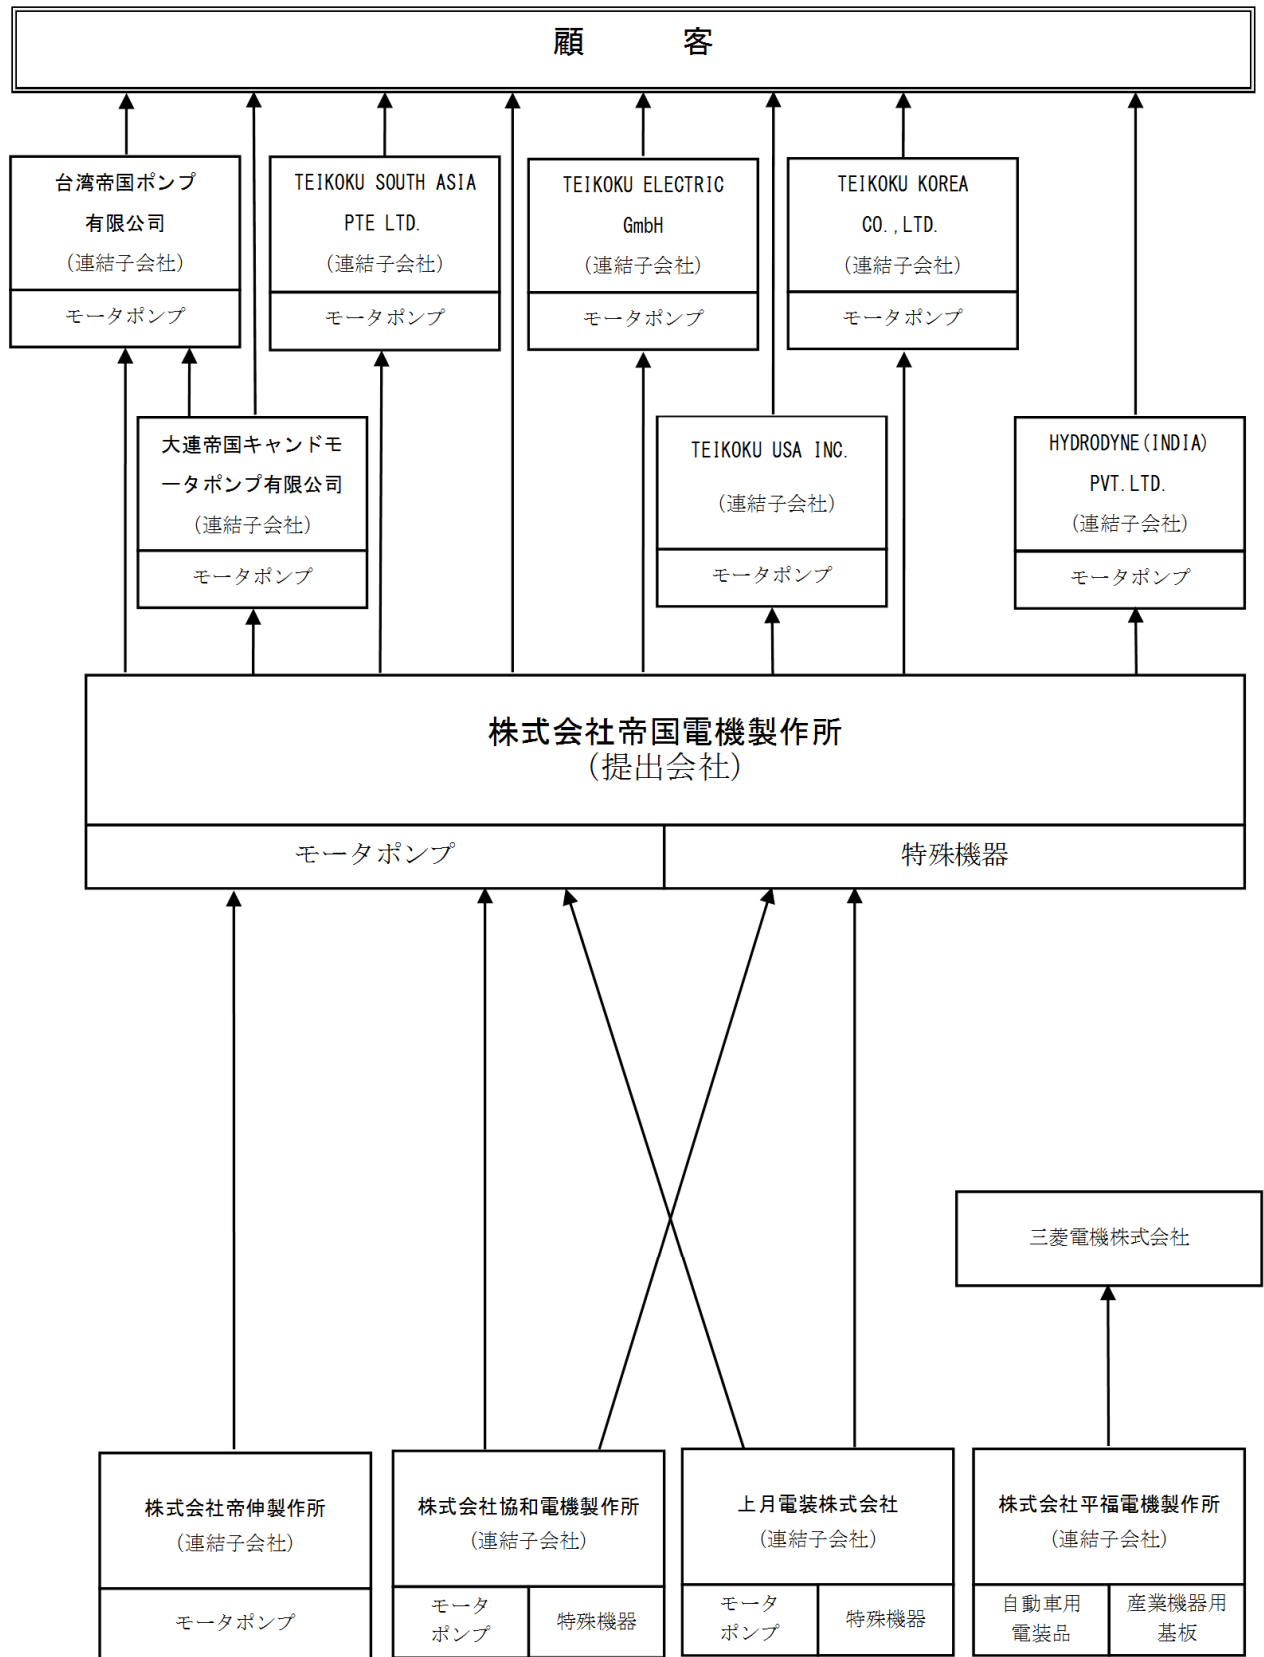 顧　　　客
台湾帝国ポンプ
有限公司
(連結子会社)
モータポンプ
TEIKOKU SOUTH ASIA
PTE LTD.
(連結子会社)
モータポンプ
TEIKOKU ELECTRIC
GmbH
(連結子会社)
モータポンプ
TEIKOKU KOREA
CO.,LTD.
(連結子会社)
モータポンプ
大連帝国キャンドモ
ータポンプ有限公司
(連結子会社)
モータポンプ
TEIKOKU USA INC.
(連結子会社)
モータポンプ
HYDRODYNE(INDIA)
PVT.LTD.
(連結子会社)
モータポンプ
株式会社帝国電機製作所
(提出会社)
モータポンプ
特殊機器
三菱電機株式会社
株式会社帝伸製作所
(連結子会社)
モータポンプ
株式会社協和電機製作所
(連結子会社)
モータ
ポンプ
特殊機器
上月電装株式会社
(連結子会社)
モータ
ポンプ
特殊機器
株式会社平福電機製作所
(連結子会社)
自動車用
電装品
産業機器用
基板